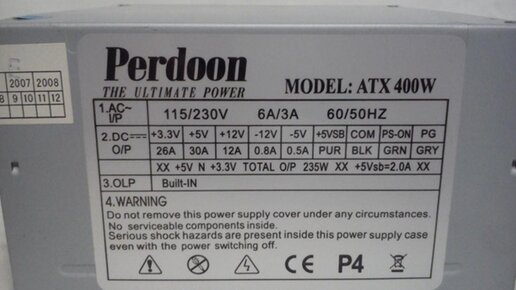 Perdoon
THE ULTIMATE POWER
MODEL: ATX 400W
2007 2008
8 9 10 11 12
1.AC~ I/P 115/230V 6A/3A 60/50HZ
2.DC⎓ O/P +3.3V +5V +12V -12V -5V +5VSB COM PS-ON PG
26A 30A 12A 0.8A 0.5A PUR BLK GRN GRY
XX +5V N +3.3V TOTAL O/P 235W XX +5Vsb=2.0A XX
3.OLP Built-IN
4.WARNING
Do not remove this power supply cover under any circumstances.
No serviceable components inside.
Serious shock hazards are present inside this power supply case
even with the power switching off.
CE P4